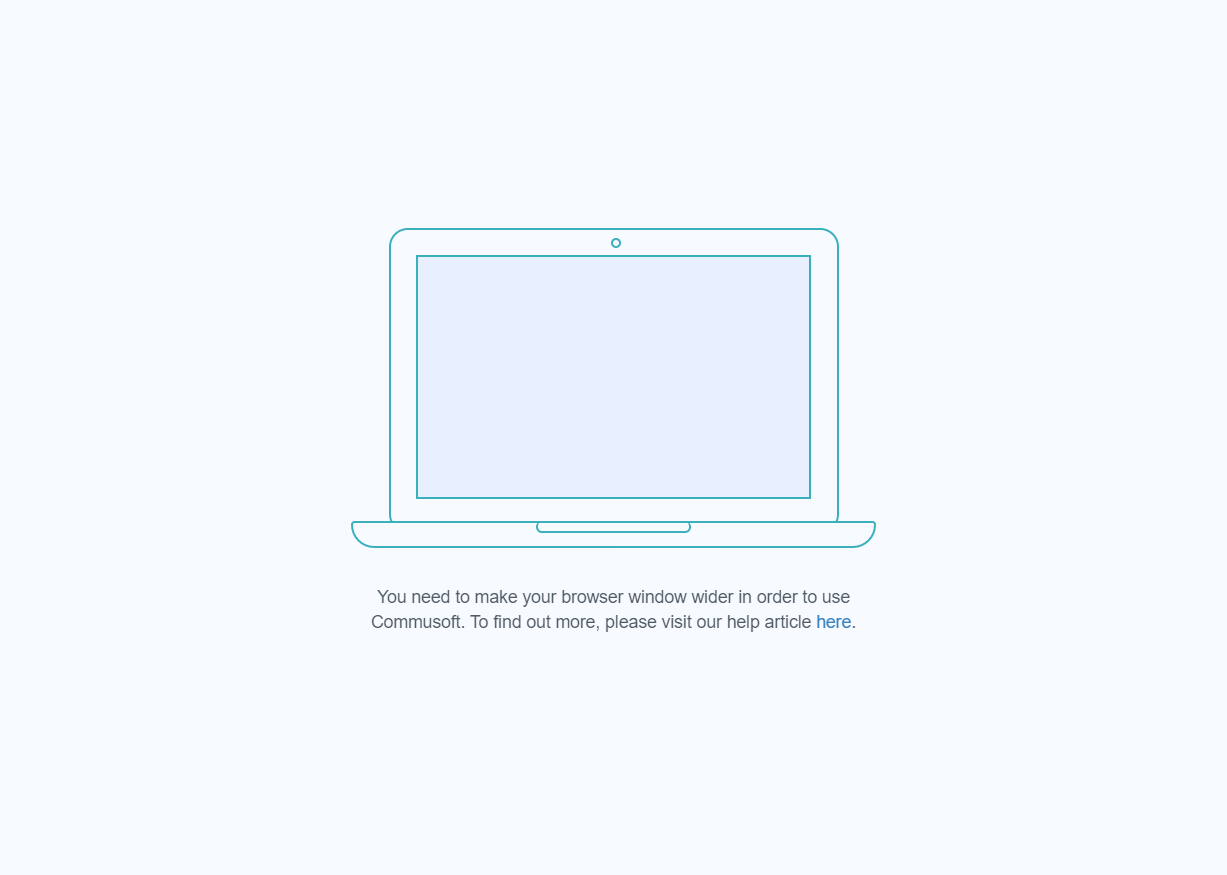 You need to make your browser window wider in order to use
Commusoft. To find out more, please visit our help article here.